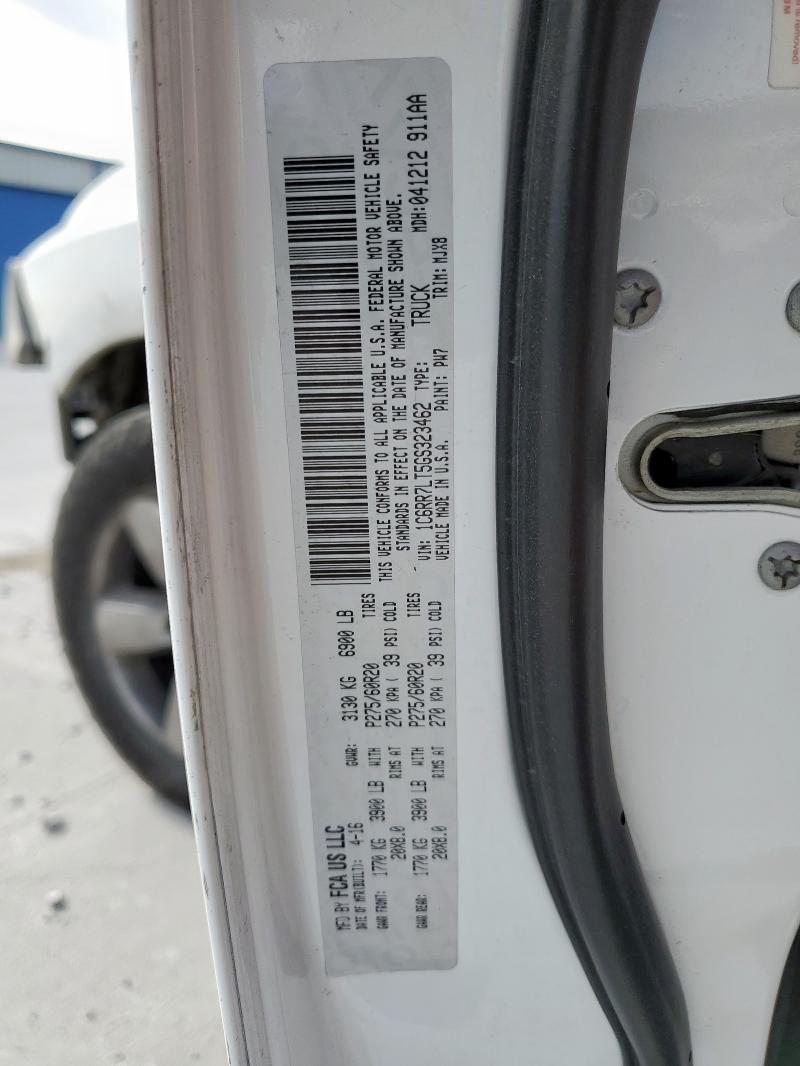 MFD BY FCA US LLC
DATE OF MFR(BUILT): 4-16 GVWR: 3130 KG 6900 LB
GAWR FRONT: 1770 KG 3900 LB WITH P275/60R20 TIRES
20X8.0 RIMS AT 270 KPA ( 39 PSI) COLD
GAWR REAR: 1770 KG 3900 LB WITH P275/60R20 TIRES
20X8.0 RIMS AT 270 KPA ( 39 PSI) COLD
THIS VEHICLE CONFORMS TO ALL APPLICABLE U.S.A. FEDERAL MOTOR VEHICLE SAFETY
STANDARDS IN EFFECT ON THE DATE OF MANUFACTURE SHOWN ABOVE.
VIN: 1C6RR7LT5GS323462 TYPE: TRUCK MDH:041212 911AA
VEHICLE MADE IN U.S.A. PAINT: PW7 TRIM: MJX8